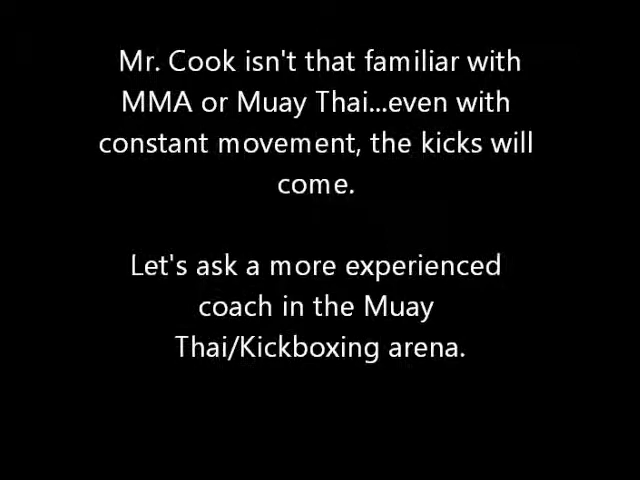 Mr. Cook isn't that familiar with
MMA or Muay Thai...even with
constant movement, the kicks will
come.
Let's ask a more experienced
coach in the Muay
Thai/Kickboxing arena.